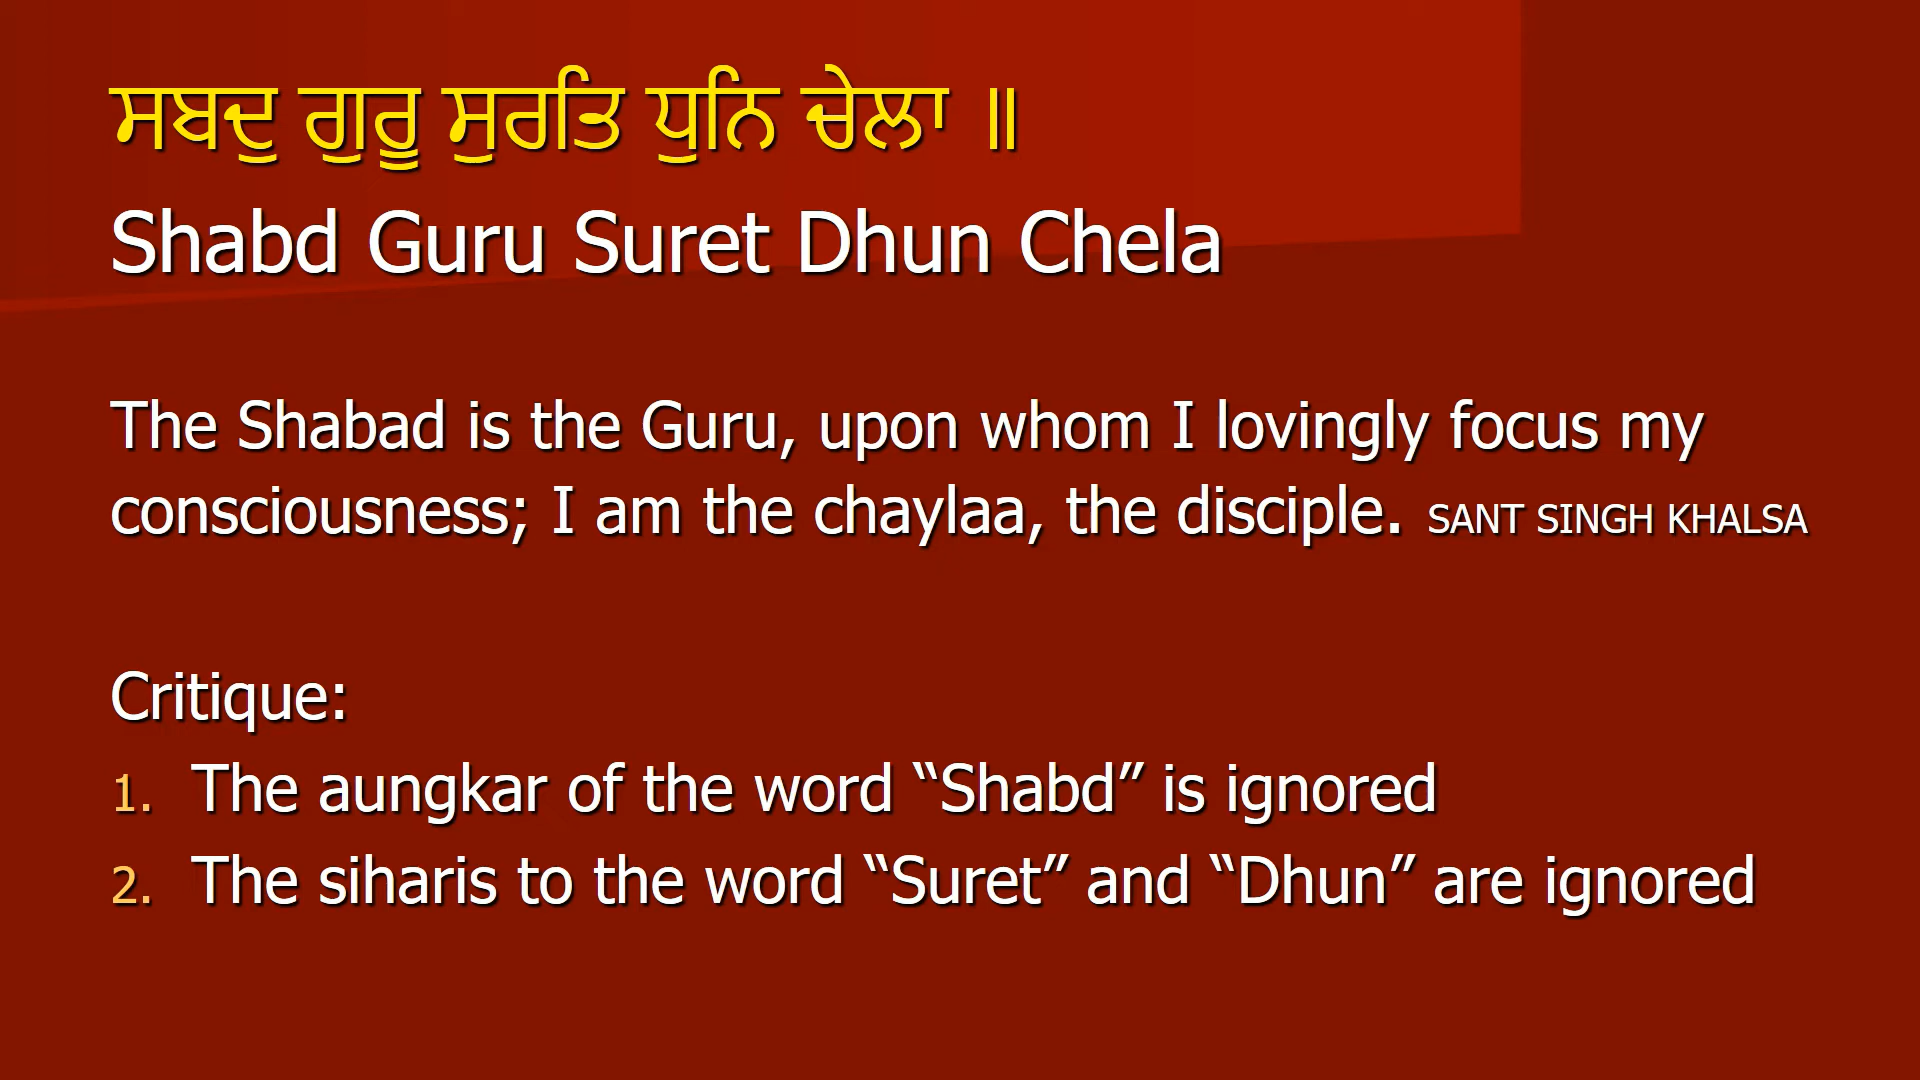 ਸਬਦੁ ਗੁਰੂ ਸੁਰਤਿ ਧੁਨਿ ਚੇਲਾ ॥
Shabd Guru Suret Dhun Chela
The Shabad is the Guru, upon whom I lovingly focus my
consciousness; I am the chaylaa, the disciple. SANT SINGH KHALSA
Critique:
1. The aungkar of the word “Shabd” is ignored
2. The siharis to the word “Suret” and “Dhun” are ignored